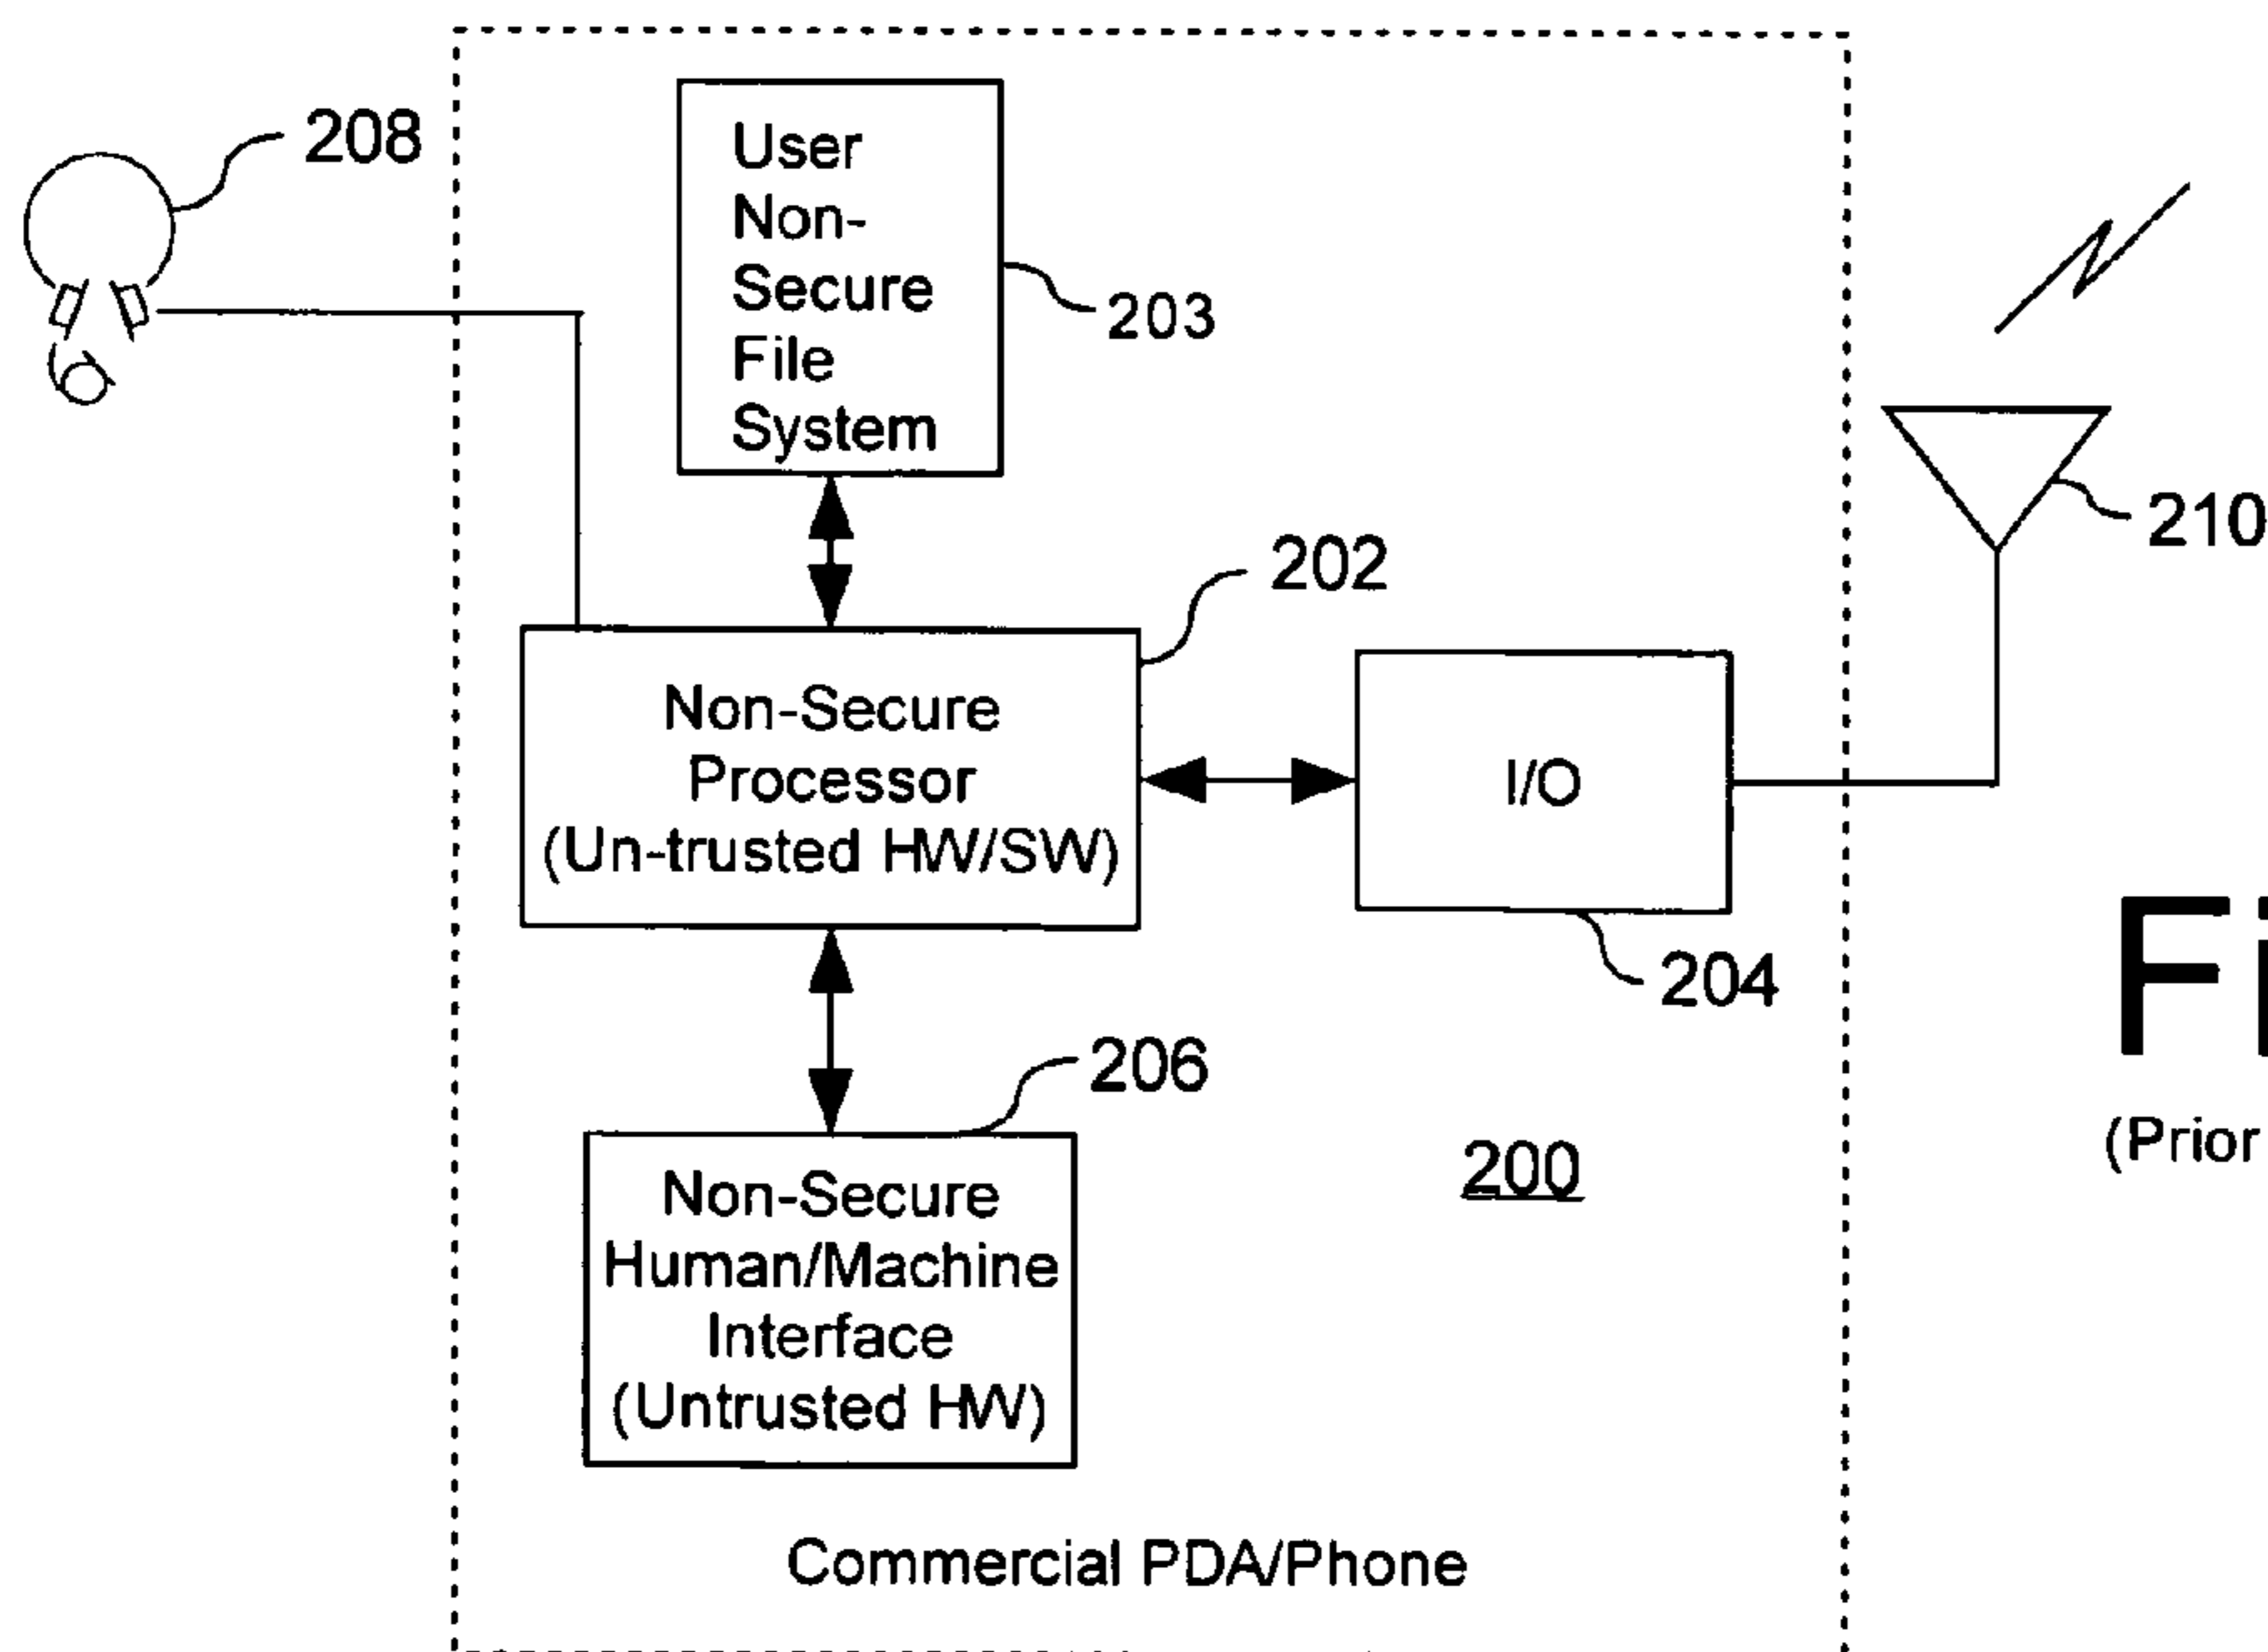 208
User
Non-
Secure
File
System
203
210
202
Non-Secure
Processor
(Un-trusted HW/SW)
I/O
204
206
Non-Secure
Human/Machine
Interface
(Untrusted HW)
200
Fi
(Prior
Commercial PDA/Phone